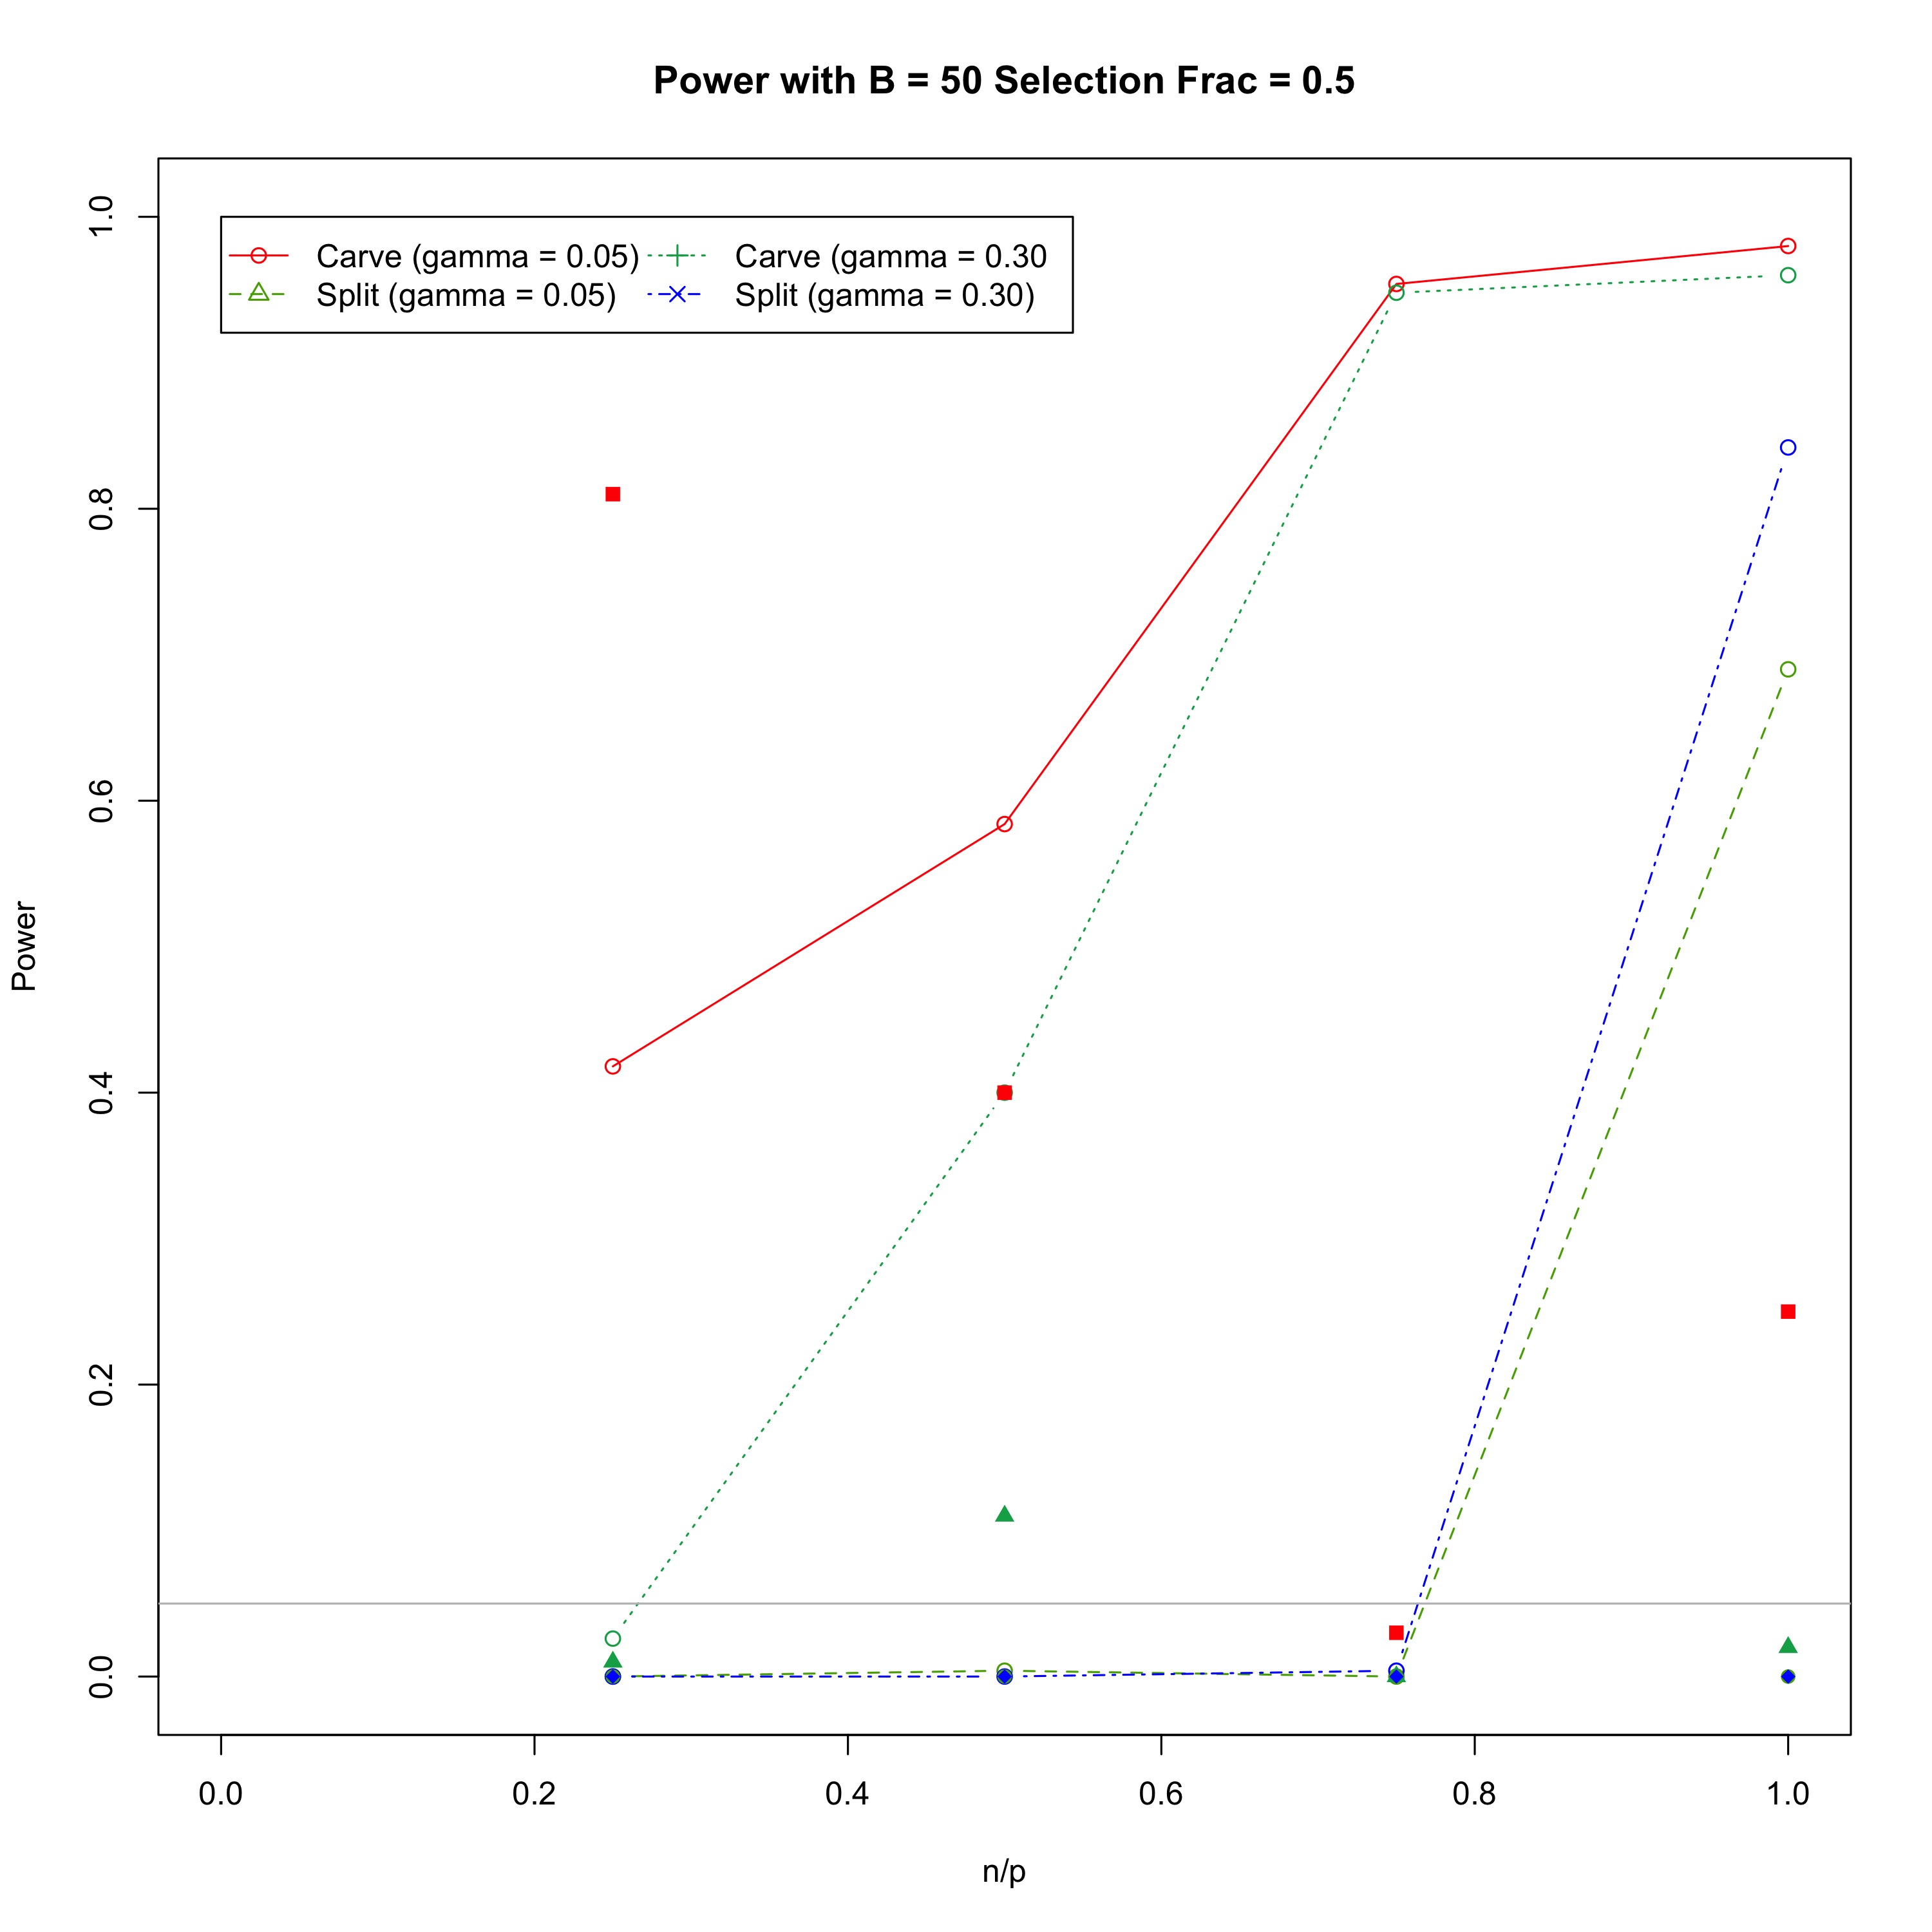 Power with B = 50 Selection Frac = 0.5
Carve (gamma = 0.05) Carve (gamma = 0.30
Split (gamma = 0.05) Split (gamma = 0.30)
1.0
0.8
0.6
0.4
0.2
0.0
Power
0.0 0.2 0.4 0.6 0.8 1.0
n/p